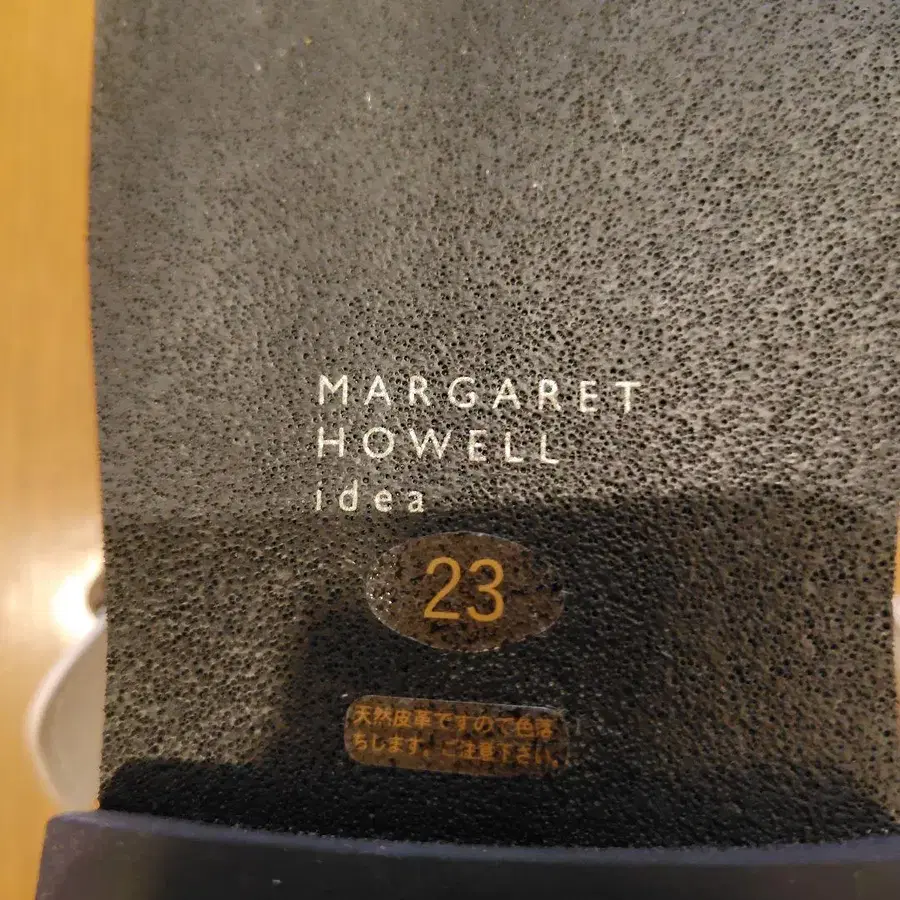 MARGARET
HOWELL
idea
23
天然皮革ですので色落
ちします。ご注意下さい。